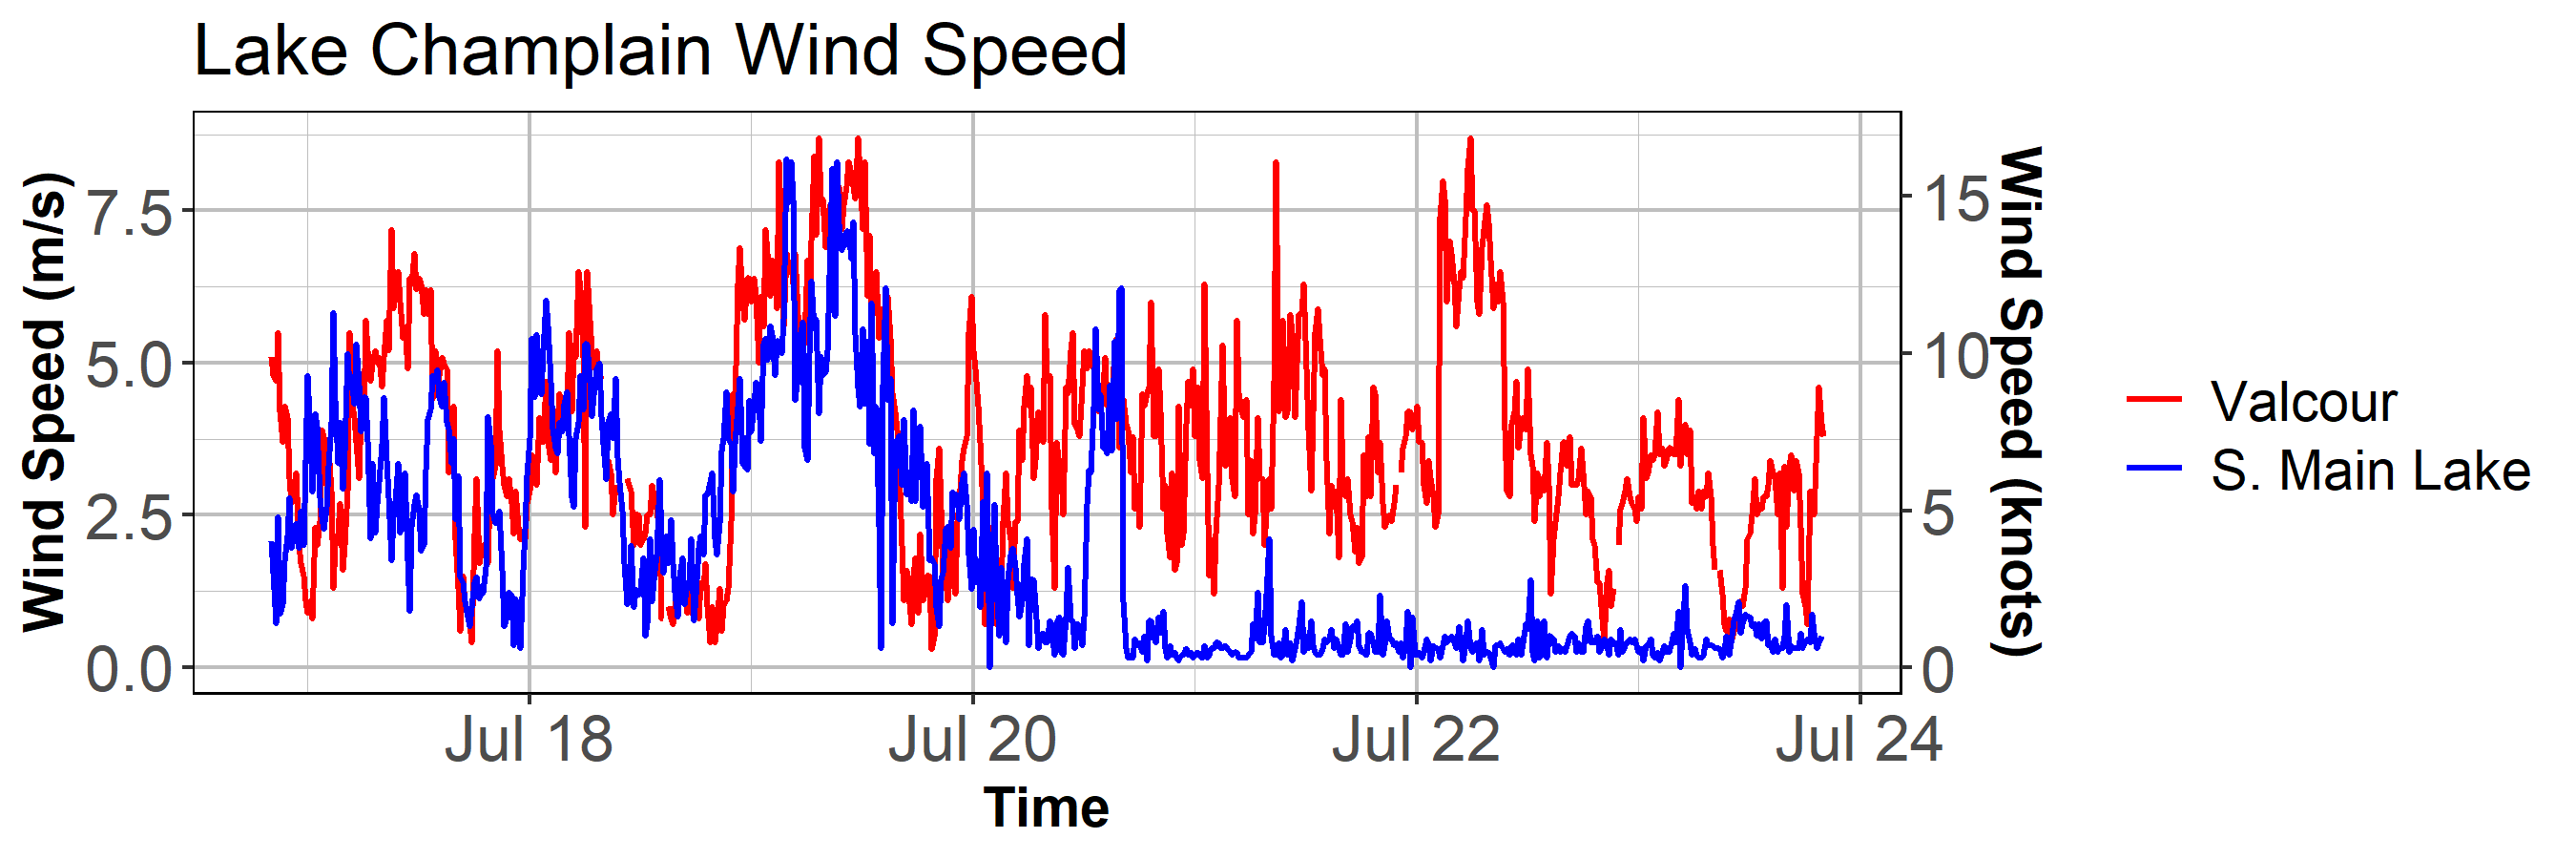 Lake Champlain Wind Speed
Wind Speed (m/s)
7.5
5.0
2.5
0.0
15
10
5
0
Wind Speed (knots)
Jul 18
Jul 20
Jul 22
Jul 24
Time
Valcour
S. Main Lake